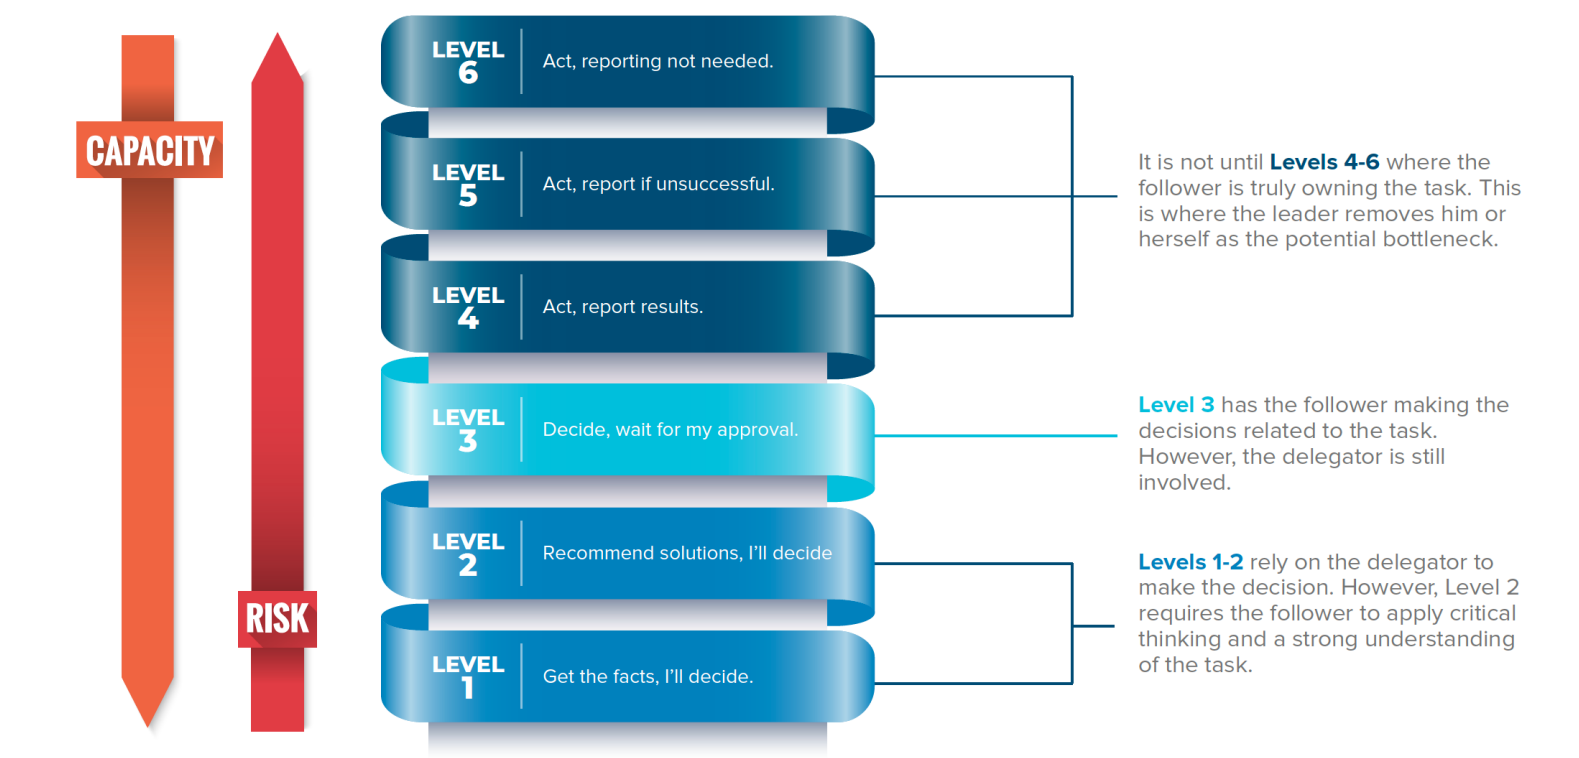 CAPACITY
RISK
LEVEL
6
Act, reporting not needed.
LEVEL
5
Act, report if unsuccessful.
LEVEL
4
Act, report results.
LEVEL
3
Decide, wait for my approval.
LEVEL
2
Recommend solutions, I'll decide
LEVEL
1
Get the facts, I'll decide.
It is not until Levels 4-6 where the
follower is truly owning the task. This
is where the leader removes him or
herself as the potential bottleneck.
Level 3 has the follower making the
decisions related to the task.
However, the delegator is still
involved.
Levels 1-2 rely on the delegator to
make the decision. However, Level 2
requires the follower to apply critical
thinking and a strong understanding
of the task.